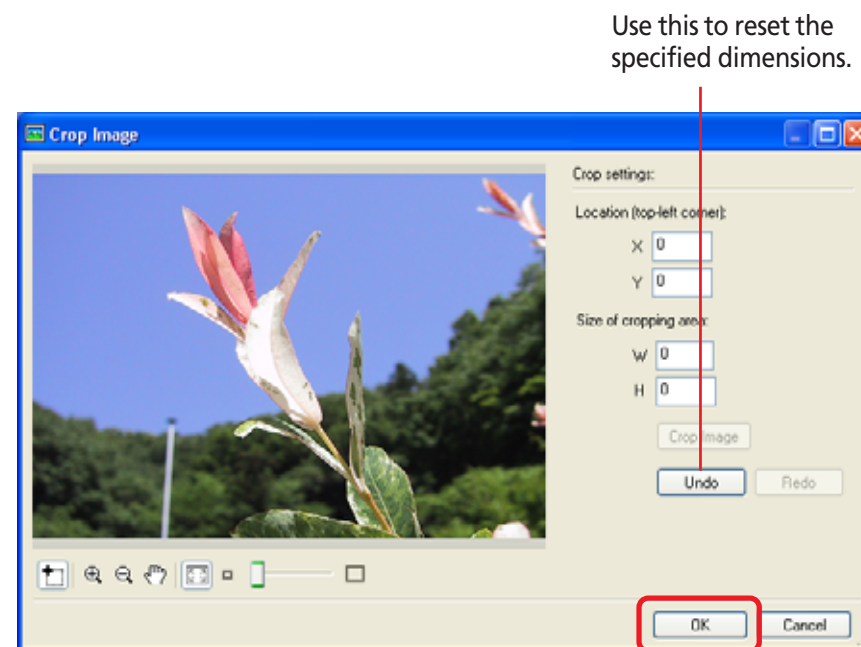 Use this to reset the
specified dimensions.
Crop Image
Crop settings:
Location (top-left corner):
X 0
Y 0
Size of cropping area:
W 0
H 0
Crop Image
Undo Redo
OK Cancel